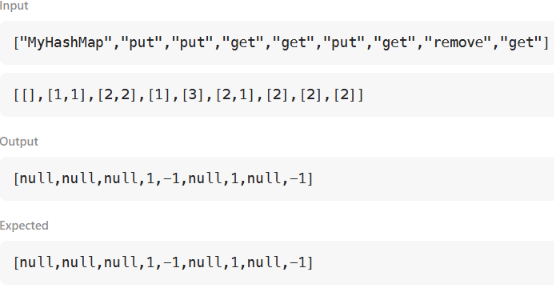 Input
["MyHashMap","put","put","get","get","put","get","remove","get"]
[[],[1,1],[2,2],[1],[3],[2,1],[2],[2],[2]]
Output
[null,null,null,1,-1,null,1,null,-1]
Expected
[null,null,null,1,-1,null,1,null,-1]